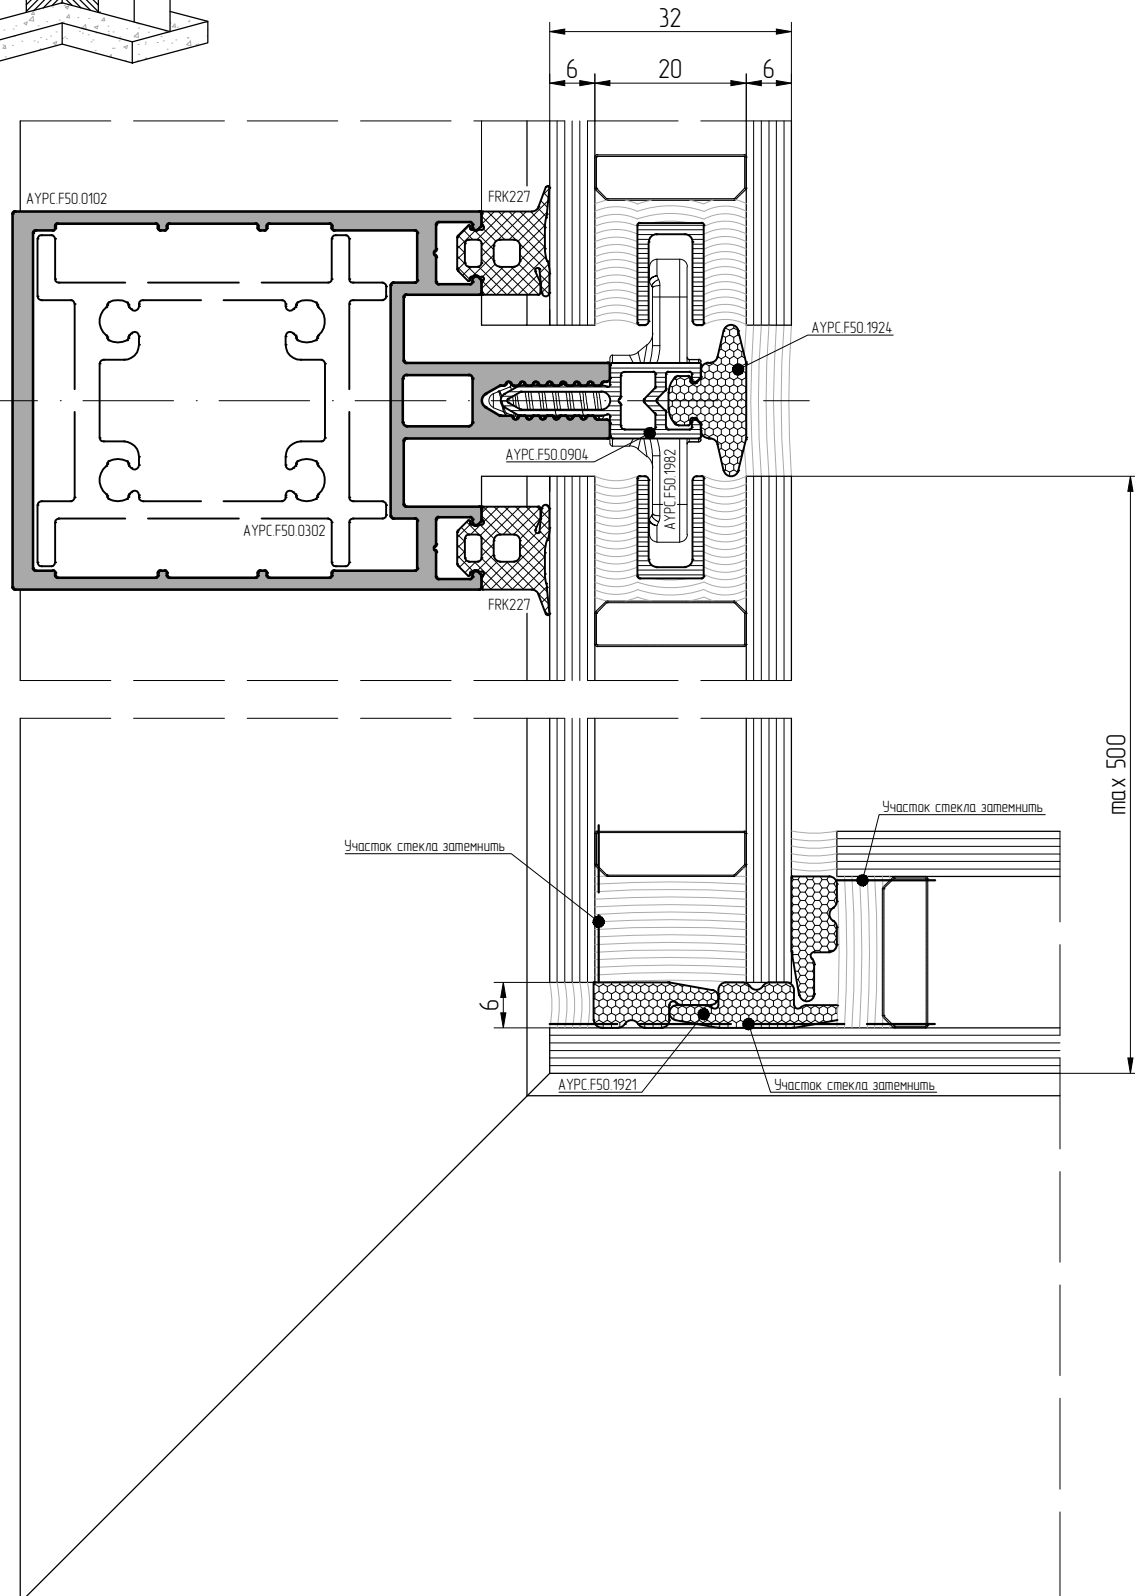 32
6
20
6
AYPC.F50.0102
FRK227
AYPC.F50.1924
AYPC.F50.0904
AYPC.F50.1982
AYPC.F50.0302
FRK227
max 500
Участок стекла затемнить
Участок стекла затемнить
6
AYPC.F50.1921
Участок стекла затемнить